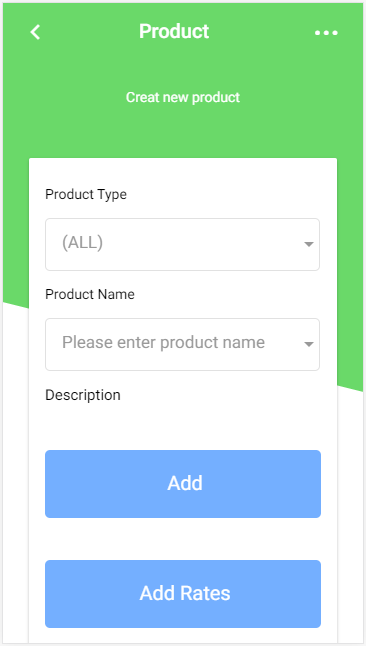 Product
Creat new product
Product Type
(ALL)
Product Name
Please enter product name
Description
Add
Add Rates